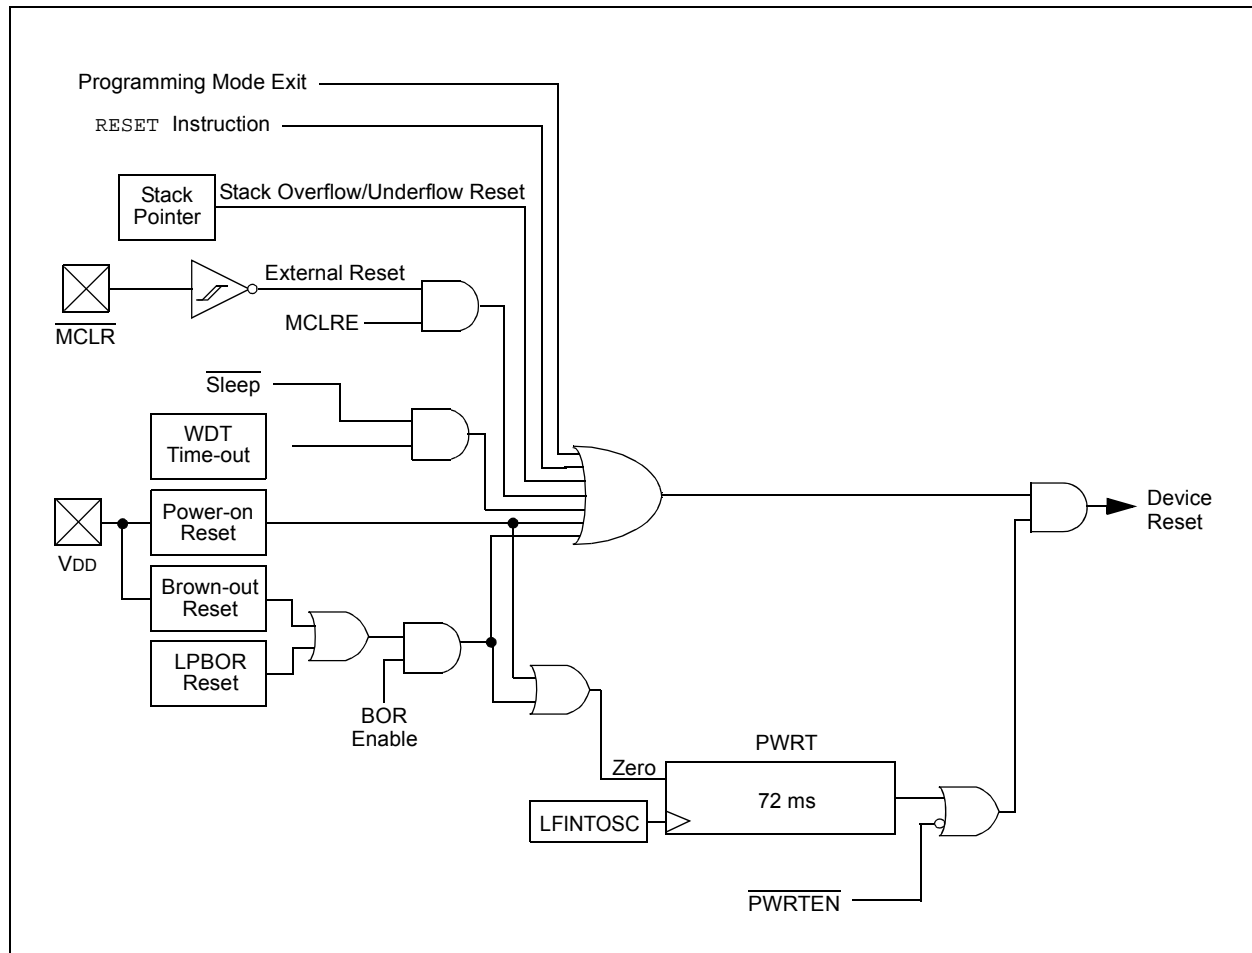 Programming Mode Exit
RESET Instruction
Stack
Pointer
Stack Overflow/Underflow Reset
External Reset
MCLR
MCLRE
Sleep
WDT
Time-out
Power-on
Reset
VDD
Device
Reset
Brown-out
Reset
LPBOR
Reset
BOR
Enable
PWRT
Zero
72 ms
LFINTOSC
PWRTEN